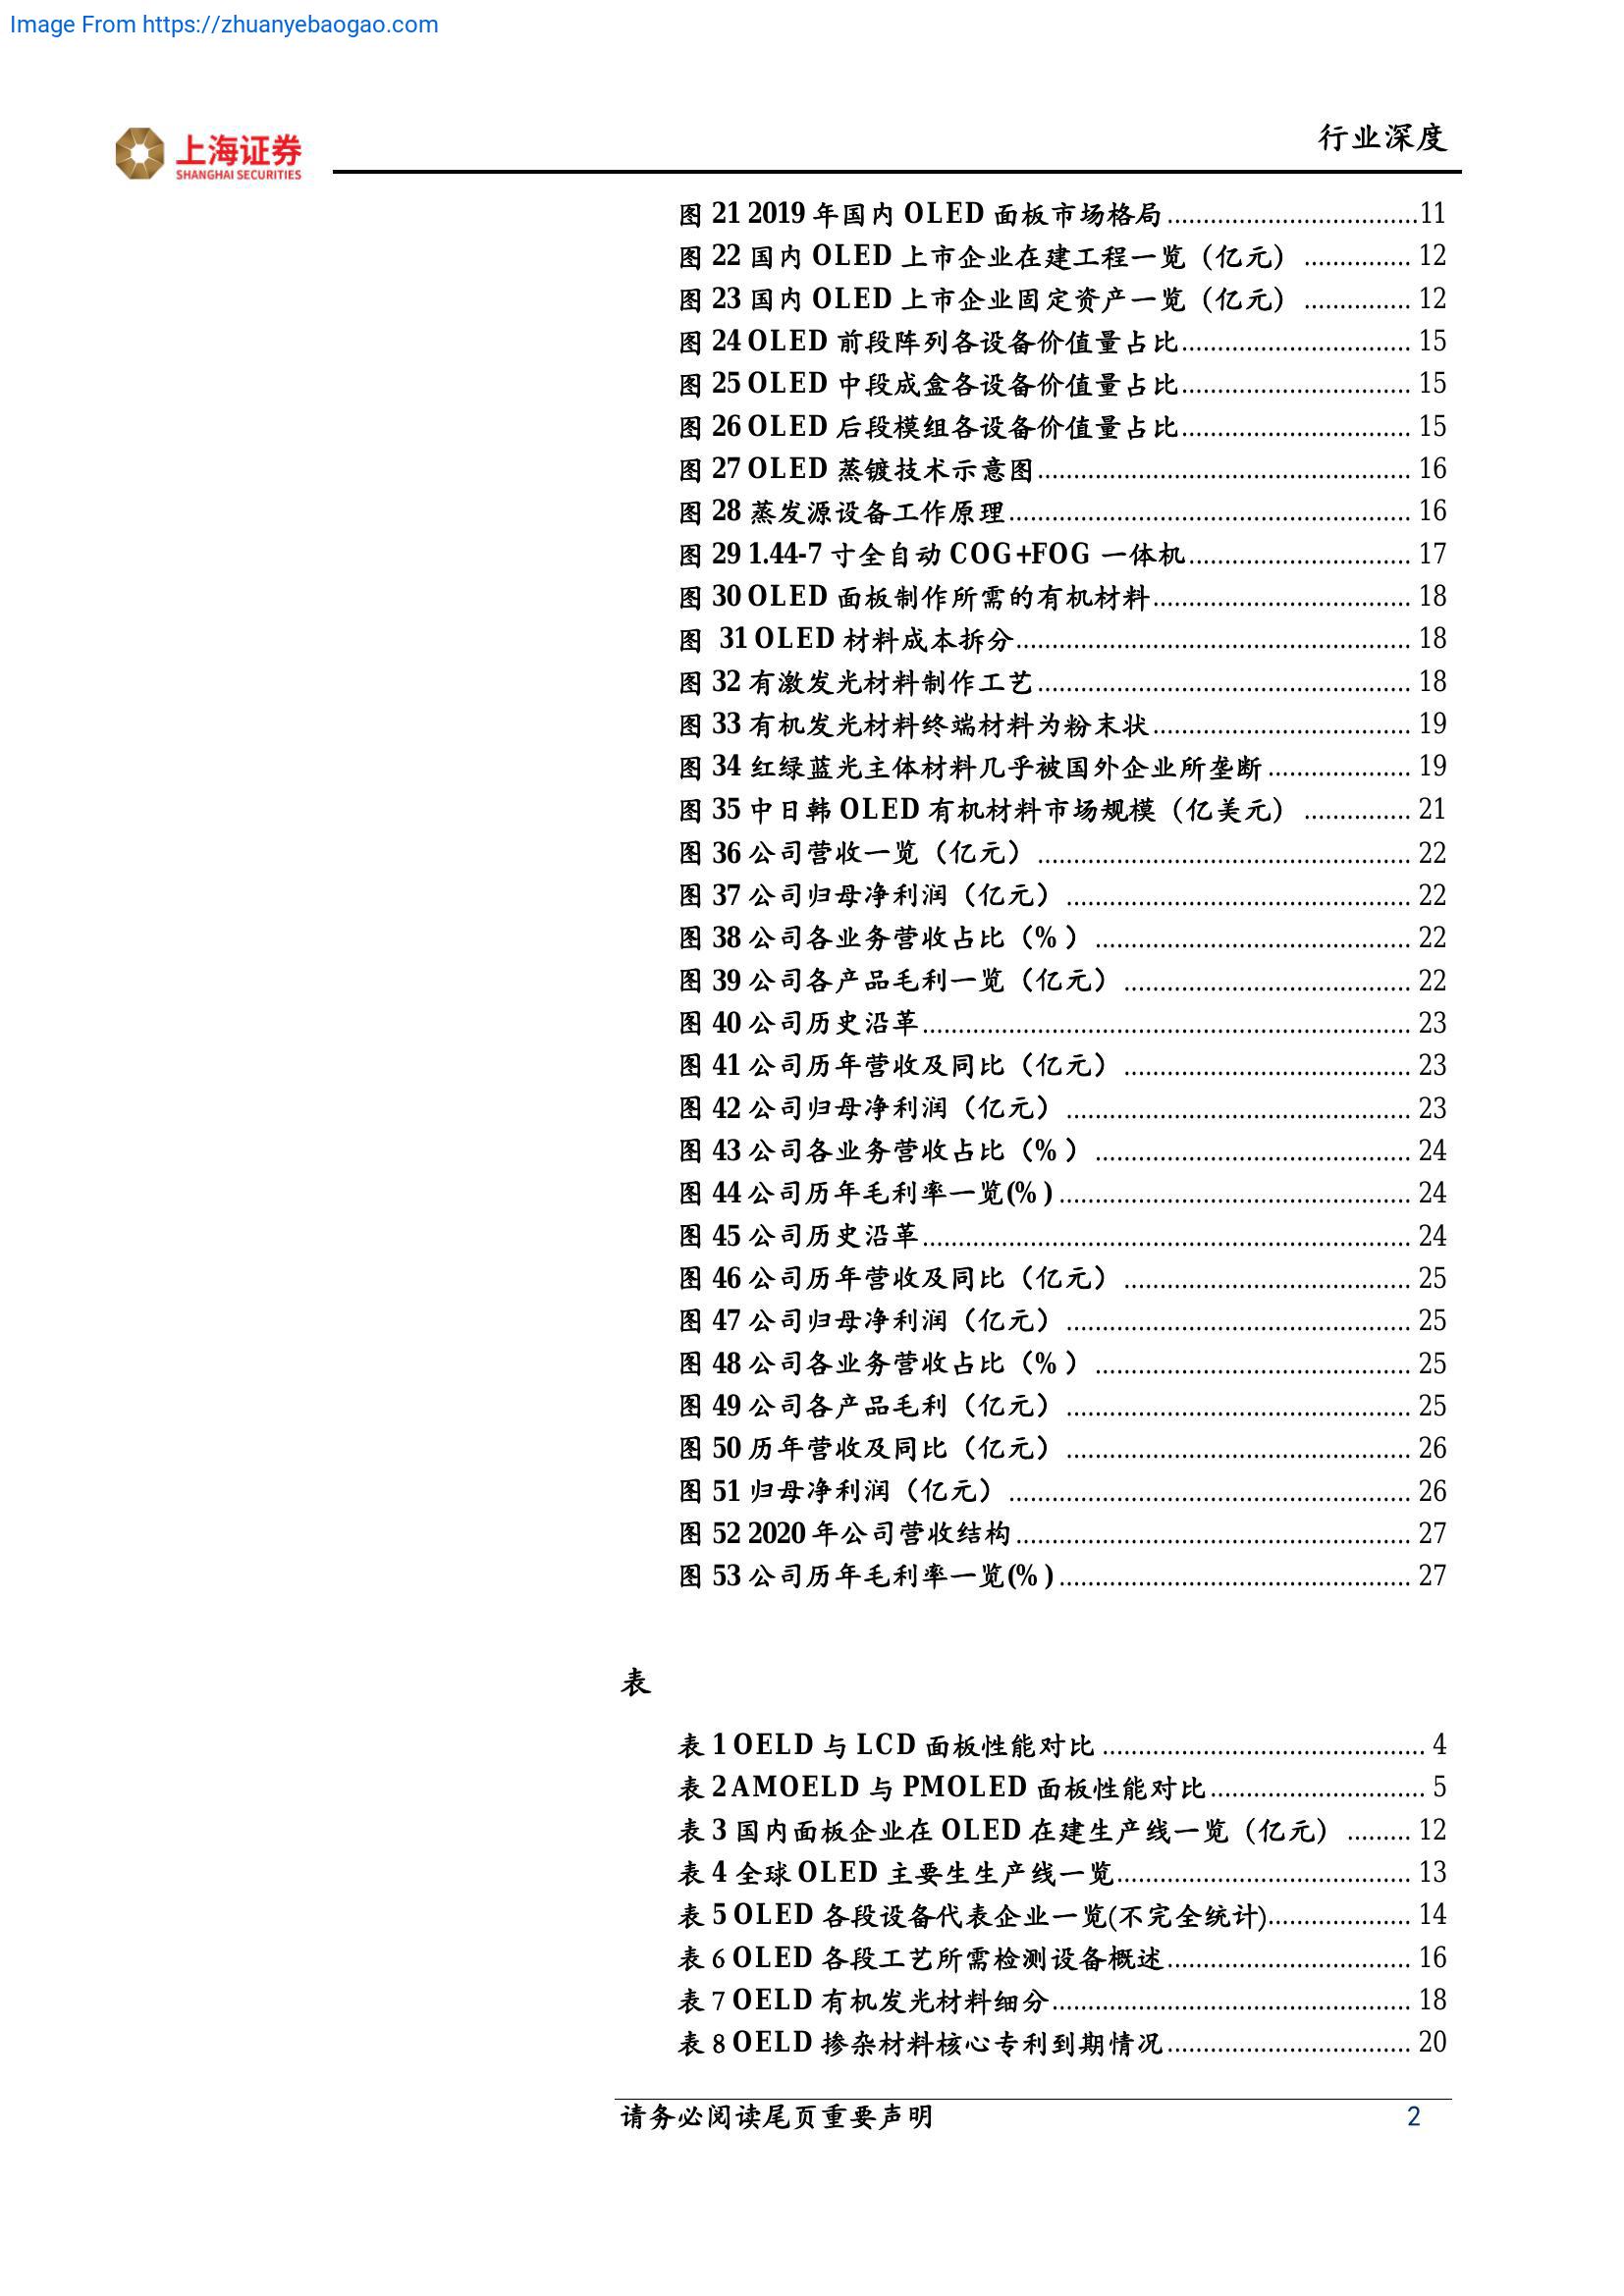 Image From https://zhuanyebaogao.com
行业深度
上海证券
SHANGHAI SECURITIES
图 21 2019 年国内 OLED 面板市场格局...................................11
图 22 国内 OLED 上市企业在建工程一览（亿元）............... 12
图 23 国内 OLED 上市企业固定资产一览（亿元）............... 12
图 24 OLED 前段阵列各设备价值量占比................................ 15
图 25 OLED 中段成盒各设备价值量占比................................ 15
图 26 OLED 后段模组各设备价值量占比................................ 15
图 27 OLED 蒸镀技术示意图.................................................... 16
图 28 蒸发源设备工作原理........................................................ 16
图 29 1.44-7 寸全自动 COG+FOG 一体机............................... 17
图 30 OLED 面板制作所需的有机材料.................................... 18
图 31 OLED 材料成本拆分....................................................... 18
图 32 有激发光材料制作工艺.................................................... 18
图 33 有机发光材料终端材料为粉末状.................................... 19
图 34 红绿蓝光主体材料几乎被国外企业所垄断.................... 19
图 35 中日韩 OLED 有机材料市场规模（亿美元）............... 21
图 36 公司营收一览（亿元）.................................................... 22
图 37 公司归母净利润（亿元）................................................ 22
图 38 公司各业务营收占比（%）............................................ 22
图 39 公司各产品毛利一览（亿元）........................................ 22
图 40 公司历史沿革.................................................................... 23
图 41 公司历年营收及同比（亿元）........................................ 23
图 42 公司归母净利润（亿元）................................................ 23
图 43 公司各业务营收占比（%）............................................ 24
图 44 公司历年毛利率一览(%)................................................. 24
图 45 公司历史沿革.................................................................... 24
图 46 公司历年营收及同比（亿元）........................................ 25
图 47 公司归母净利润（亿元）................................................ 25
图 48 公司各业务营收占比（%）............................................ 25
图 49 公司各产品毛利（亿元）................................................ 25
图 50 历年营收及同比（亿元）................................................ 26
图 51 归母净利润（亿元）........................................................ 26
图 52 2020 年公司营收结构....................................................... 27
图 53 公司历年毛利率一览(%)................................................. 27
表
表 1 OELD 与 LCD 面板性能对比............................................. 4
表 2 AMOELD 与 PMOLED 面板性能对比.............................. 5
表 3 国内面板企业在 OLED 在建生产线一览（亿元）......... 12
表 4 全球 OLED 主要生生产线一览......................................... 13
表 5 OLED 各段设备代表企业一览(不完全统计).................... 14
表 6 OLED 各段工艺所需检测设备概述.................................. 16
表 7 OELD 有机发光材料细分.................................................. 18
表 8 OELD 掺杂材料核心专利到期情况.................................. 20
请务必阅读尾页重要声明 2